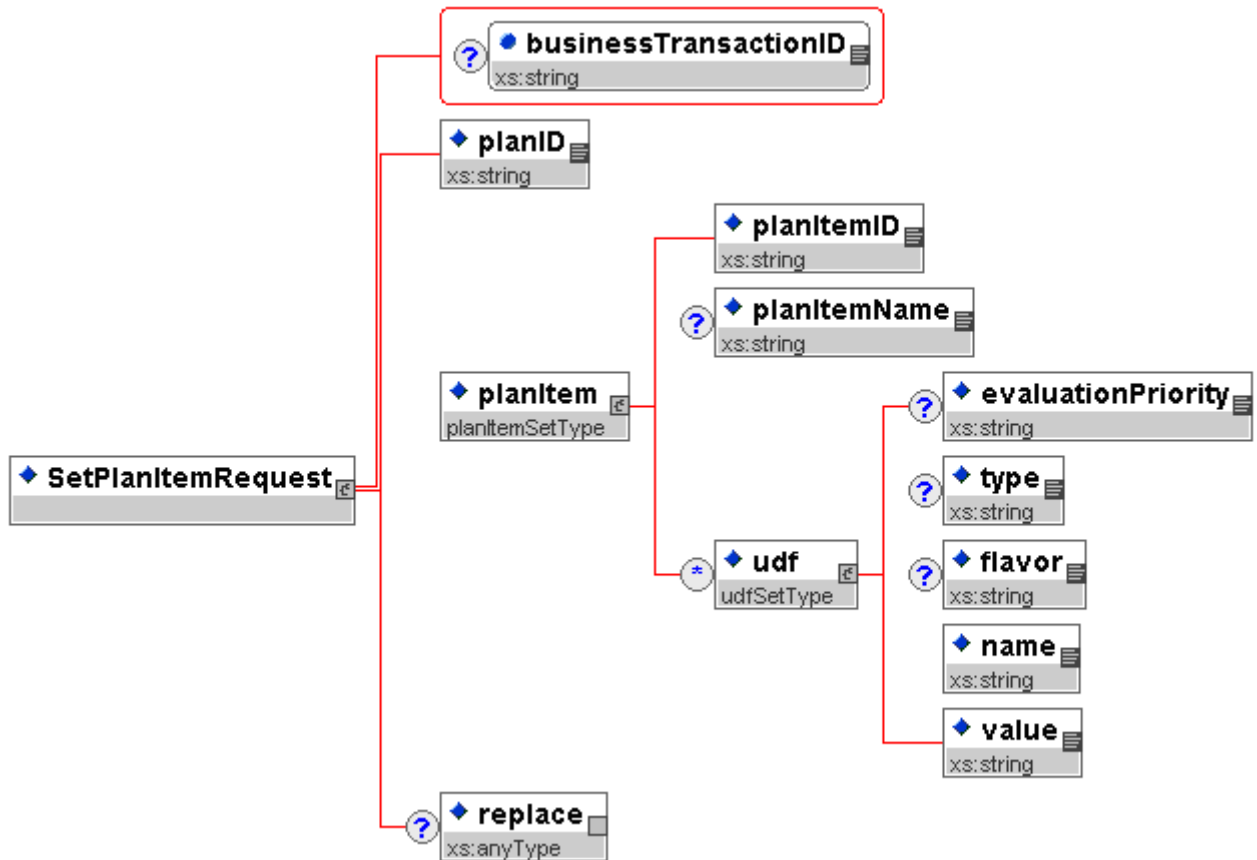 ? businessTransactionID
xs:string
planID
xs:string
planItemID
xs:string
? planItemName
xs:string
planItem
planItemSetType
? evaluationPriority
xs:string
SetPlanItemRequest
? type
xs:string
* udf
udfSetType
? flavor
xs:string
name
xs:string
value
xs:string
? replace
xs:anyType